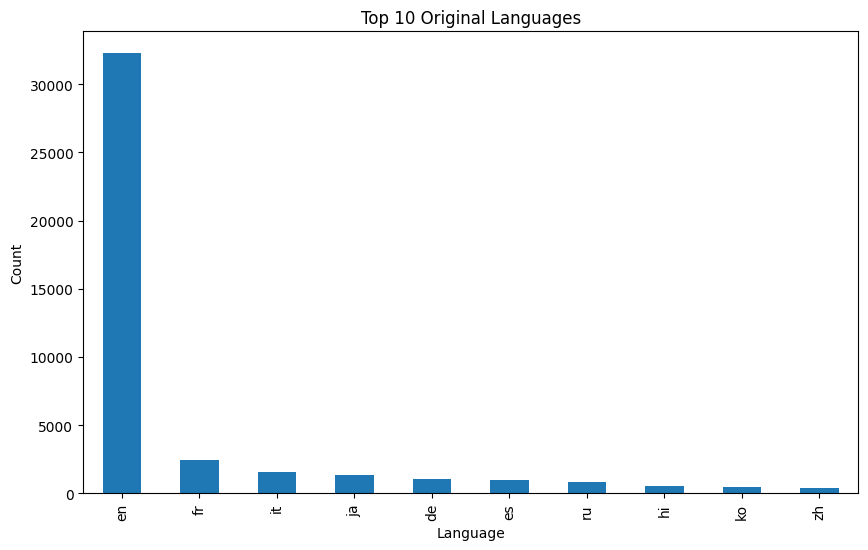 Top 10 Original Languages
30000
25000
20000
15000
10000
5000
0
Count
en
fr
it
ja
de
es
ru
hi
ko
zh
Language